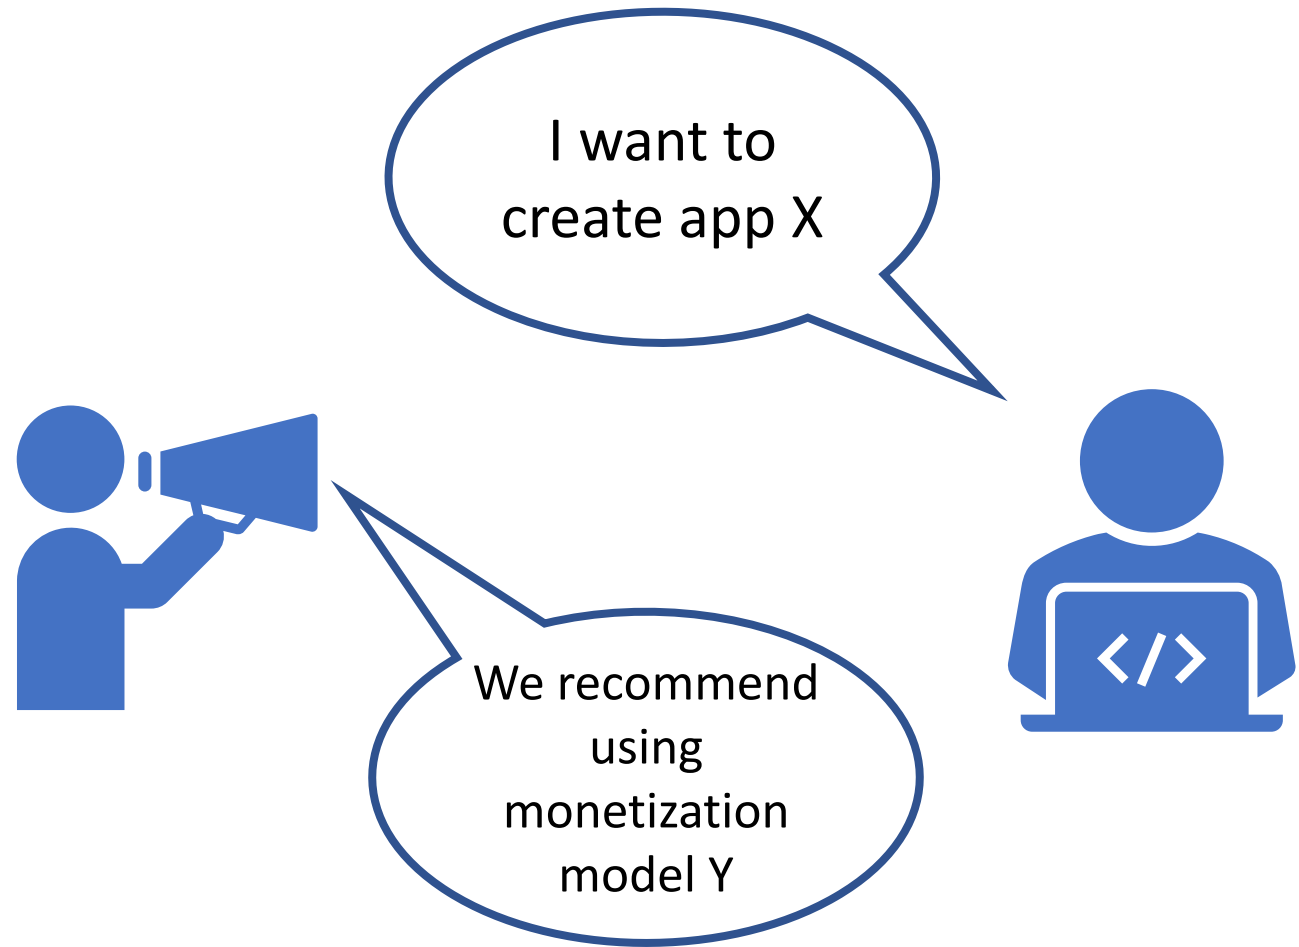 I want to
create app X
We recommend
using
monetization
model Y
</>